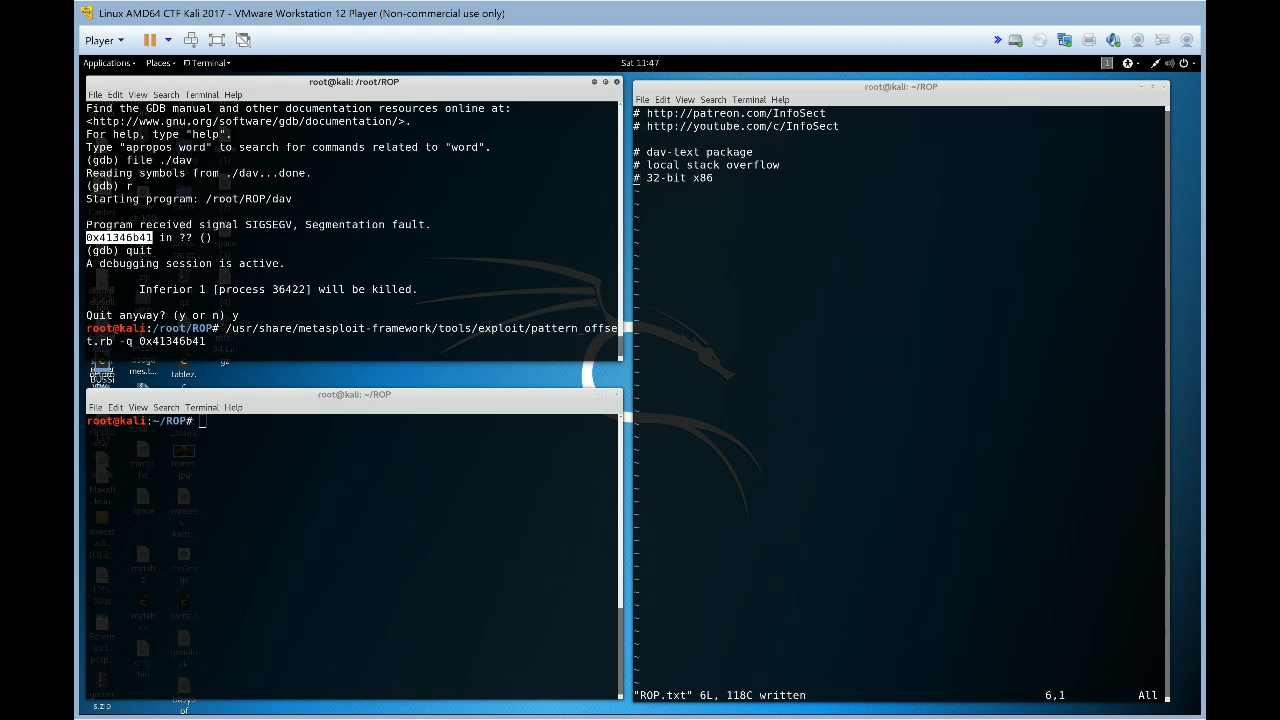 Linux AMD64 CTF Kali 2017 - VMware Workstation 12 Player (Non-commercial use only)
Player
Applications Places Terminal Sat 11:47 1
root@kali: /root/ROP
File Edit View Search Terminal Help
Find the GDB manual and other documentation resources online at:
<http://www.gnu.org/software/gdb/documentation/>.
For help, type "help".
Type "apropos word" to search for commands related to "word".
(gdb) file ./dav
Reading symbols from ./dav...done.
(gdb) r
Starting program: /root/ROP/dav
Program received signal SIGSEGV, Segmentation fault.
0x41346b41 in ?? ()
(gdb) quit
A debugging session is active.
Inferior 1 [process 36422] will be killed.
Quit anyway? (y or n) y
root@kali:/root/ROP# /usr/share/metasploit-framework/tools/exploit/pattern_offse
t.rb -q 0x41346b41
root@kali: ~/ROP
File Edit View Search Terminal Help
root@kali:~/ROP#
root@kali: ~/ROP
File Edit View Search Terminal Help
# http://patreon.com/InfoSect
# http://youtube.com/c/InfoSect
# dav-text package
# local stack overflow
# 32-bit x86
"ROP.txt" 6L, 118C written 6,1 All